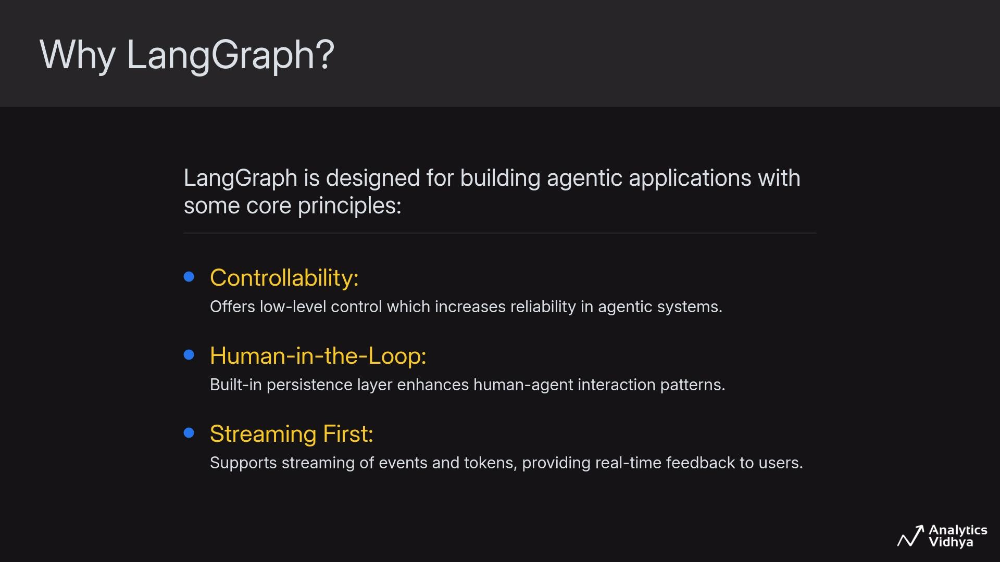 Why LangGraph?
LangGraph is designed for building agentic applications with
some core principles:
Controllability:
Offers low-level control which increases reliability in agentic systems.
Human-in-the-Loop:
Built-in persistence layer enhances human-agent interaction patterns.
Streaming First:
Supports streaming of events and tokens, providing real-time feedback to users.
Analytics
Vidhya